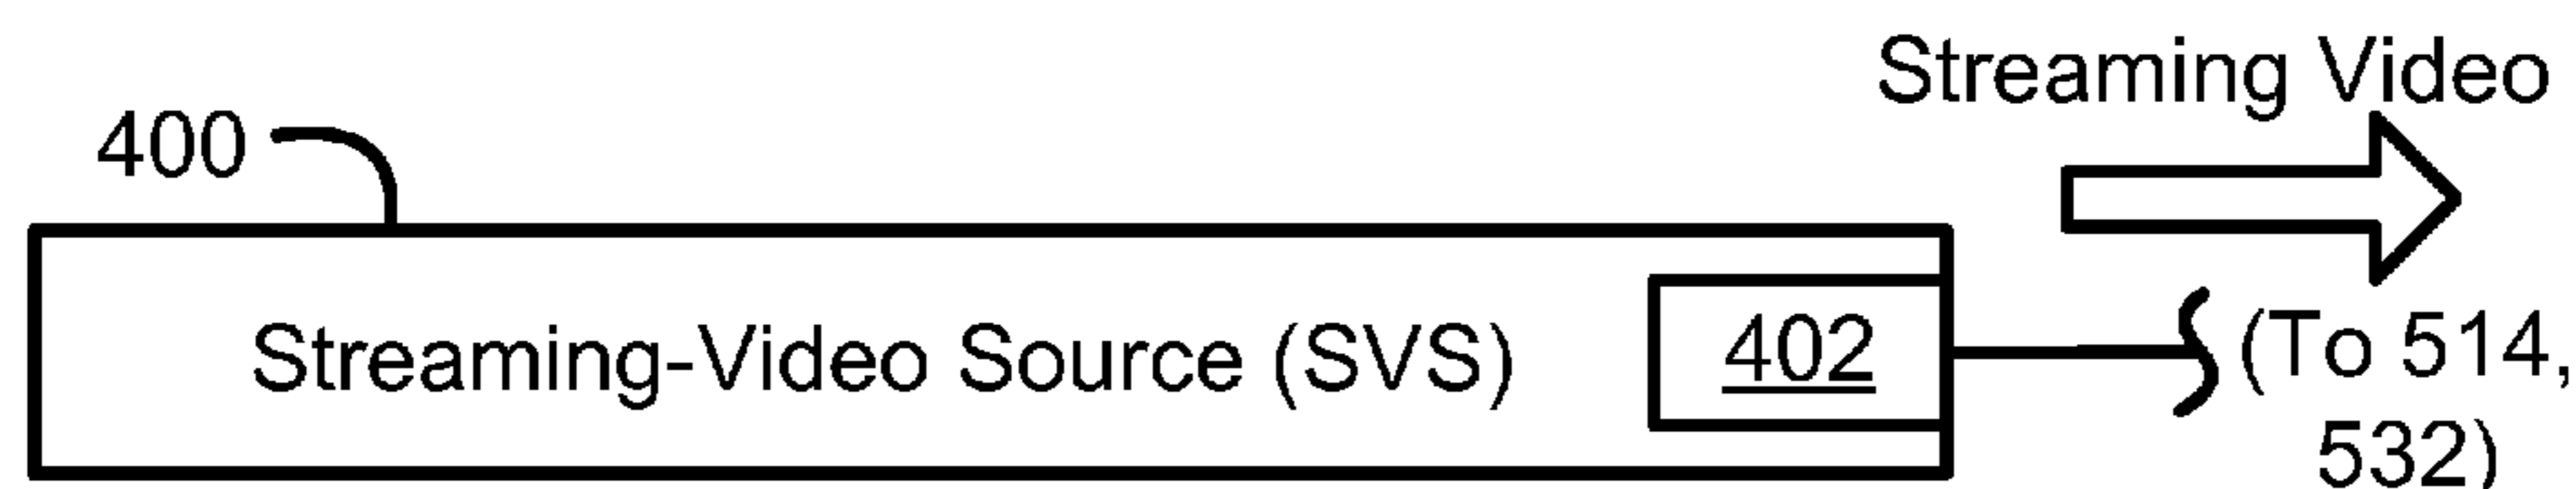 Streaming Video
400
Streaming-Video Source (SVS)
402
(To 514,
532)